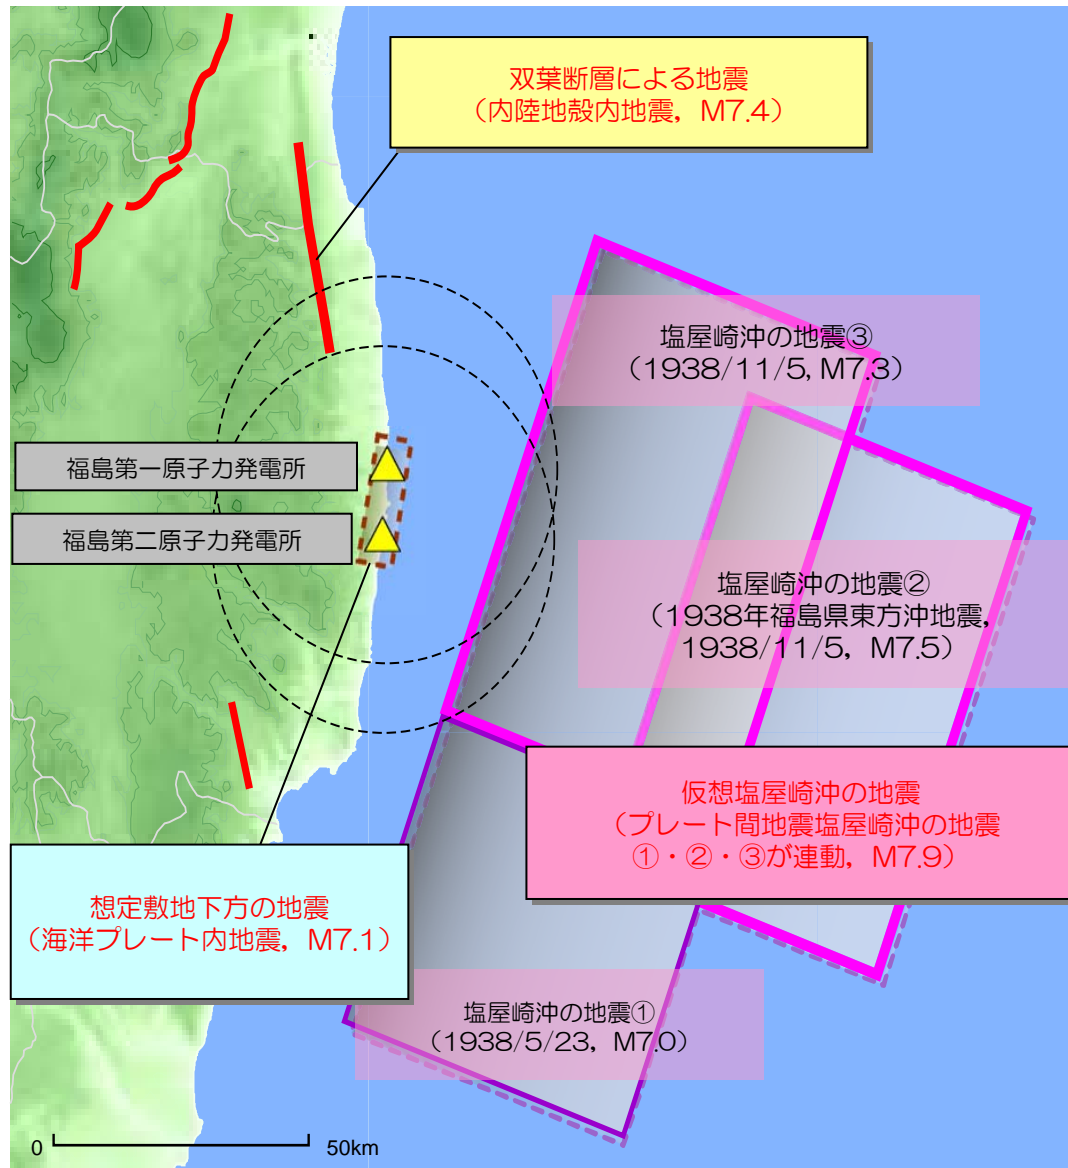 双葉断層による地震
（内陸地殻内地震，M7.4）
塩屋崎沖の地震③
（1938/11/5, M7.3）
福島第一原子力発電所
福島第二原子力発電所
塩屋崎沖の地震②
（1938年福島県東方沖地震，
1938/11/5，M7.5）
仮想塩屋崎沖の地震
（プレート間地震塩屋崎沖の地震
①・②・③が連動，M7.9）
想定敷地下方の地震
（海洋プレート内地震，M7.1）
塩屋崎沖の地震①
（1938/5/23，M7.0）
0 50km